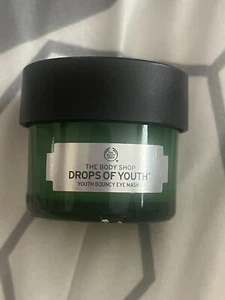 THE BODY SHOP
DROPS OF YOUTH™
YOUTH BOUNCY EYE MASK